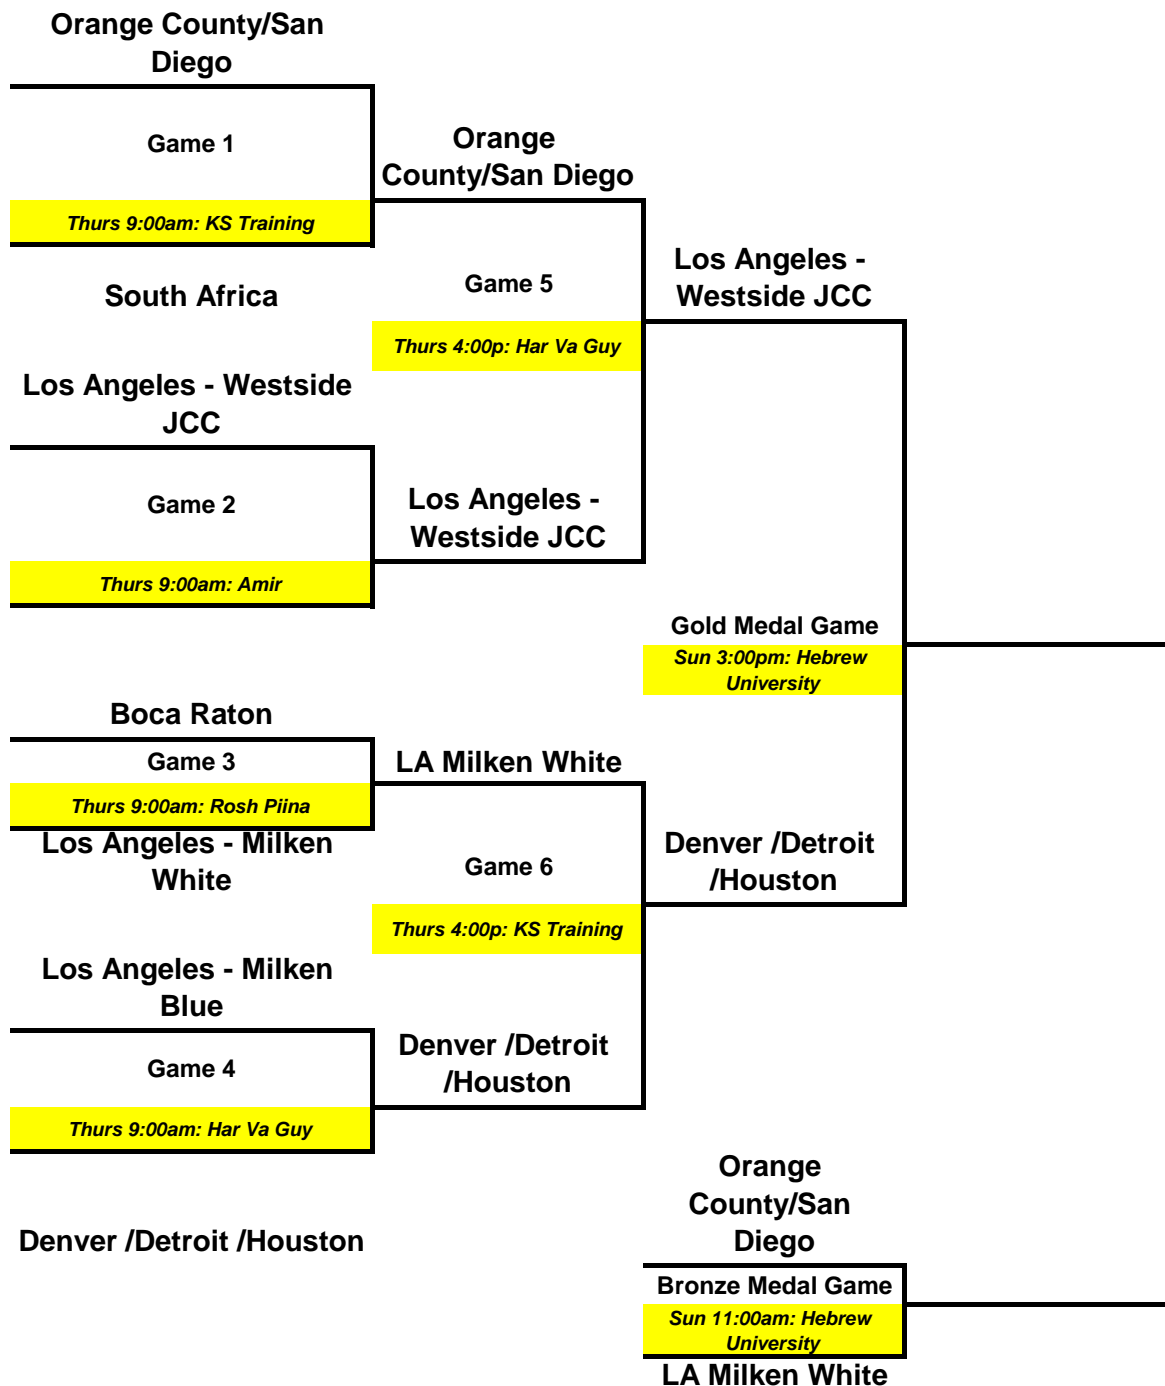 Orange County/San
Diego
Game 1
Thurs 9:00am: KS Training
South Africa
Los Angeles - Westside
JCC
Game 2
Thurs 9:00am: Amir
Boca Raton
Game 3
Thurs 9:00am: Rosh Piina
Los Angeles - Milken
White
Los Angeles - Milken
Blue
Game 4
Thurs 9:00am: Har Va Guy
Denver /Detroit /Houston
Orange
County/San Diego
Game 5
Thurs 4:00p: Har Va Guy
Los Angeles -
Westside JCC
LA Milken White
Game 6
Thurs 4:00p: KS Training
Denver /Detroit
/Houston
Los Angeles -
Westside JCC
Gold Medal Game
Sun 3:00pm: Hebrew
University
Denver /Detroit
/Houston
Orange
County/San
Diego
Bronze Medal Game
Sun 11:00am: Hebrew
University
LA Milken White